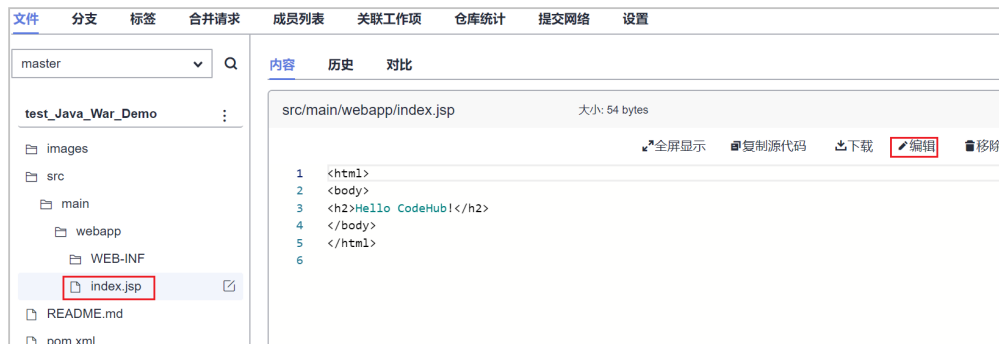 文件 分支 标签 合并请求 成员列表 关联工作项 仓库统计 提交网络 设置
master
内容 历史 对比
test_Java_War_Demo
src/main/webapp/index.jsp 大小: 54 bytes
全屏显示 复制源代码 下载 编辑 移除
images
src
main
webapp
WEB-INF
index.jsp
README.md
pom.xml
1 <html>
2 <body>
3 <h2>Hello CodeHub!</h2>
4 </body>
5 </html>
6